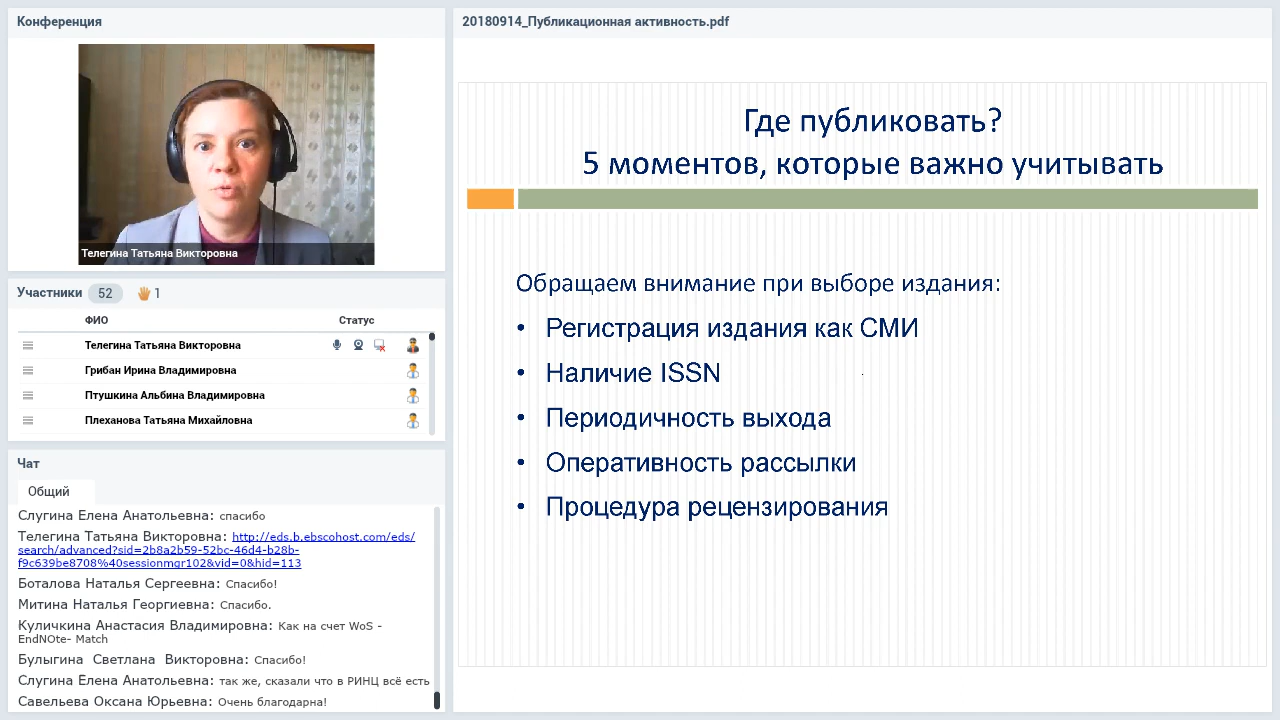 Конференция
Телегина Татьяна Викторовна
Участники 52 1
ФИО Статус
Телегина Татьяна Викторовна
Грибан Ирина Владимировна
Птушкина Альбина Владимировна
Плеханова Татьяна Михайловна
Чат
Общий
Слугина Елена Анатольевна: спасибо
Телегина Татьяна Викторовна: http://eds.b.ebscohost.com/eds/
search/advanced?sid=2b8a2b59-52bc-46d4-b28b-
f9c639be8708%40sessionmgr102&vid=0&hid=113
Боталова Наталья Сергеевна: Спасибо!
Митина Наталья Георгиевна: Спасибо.
Куличкина Анастасия Владимировна: Как на счет WoS -
EndNOte- Match
Булыгина Светлана Викторовна: Спасибо!
Слугина Елена Анатольевна: так же, сказали что в РИНЦ всё есть
Савельева Оксана Юрьевна: Очень благодарна!
20180914_Публикационная активность.pdf
Где публиковать?
5 моментов, которые важно учитывать
Обращаем внимание при выборе издания:
• Регистрация издания как СМИ
• Наличие ISSN
• Периодичность выхода
• Оперативность рассылки
• Процедура рецензирования